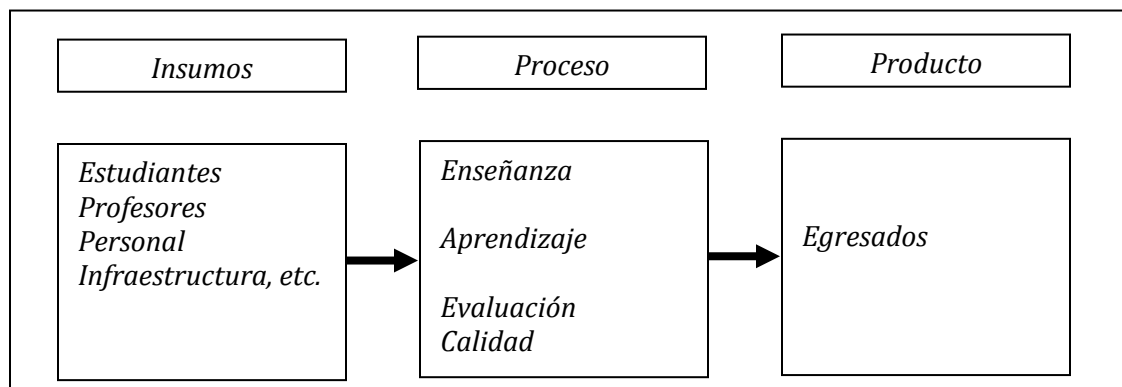 Insumos
Proceso
Producto
Estudiantes
Profesores
Personal
Infraestructura, etc.
Enseñanza
Aprendizaje
Evaluación
Calidad
Egresados